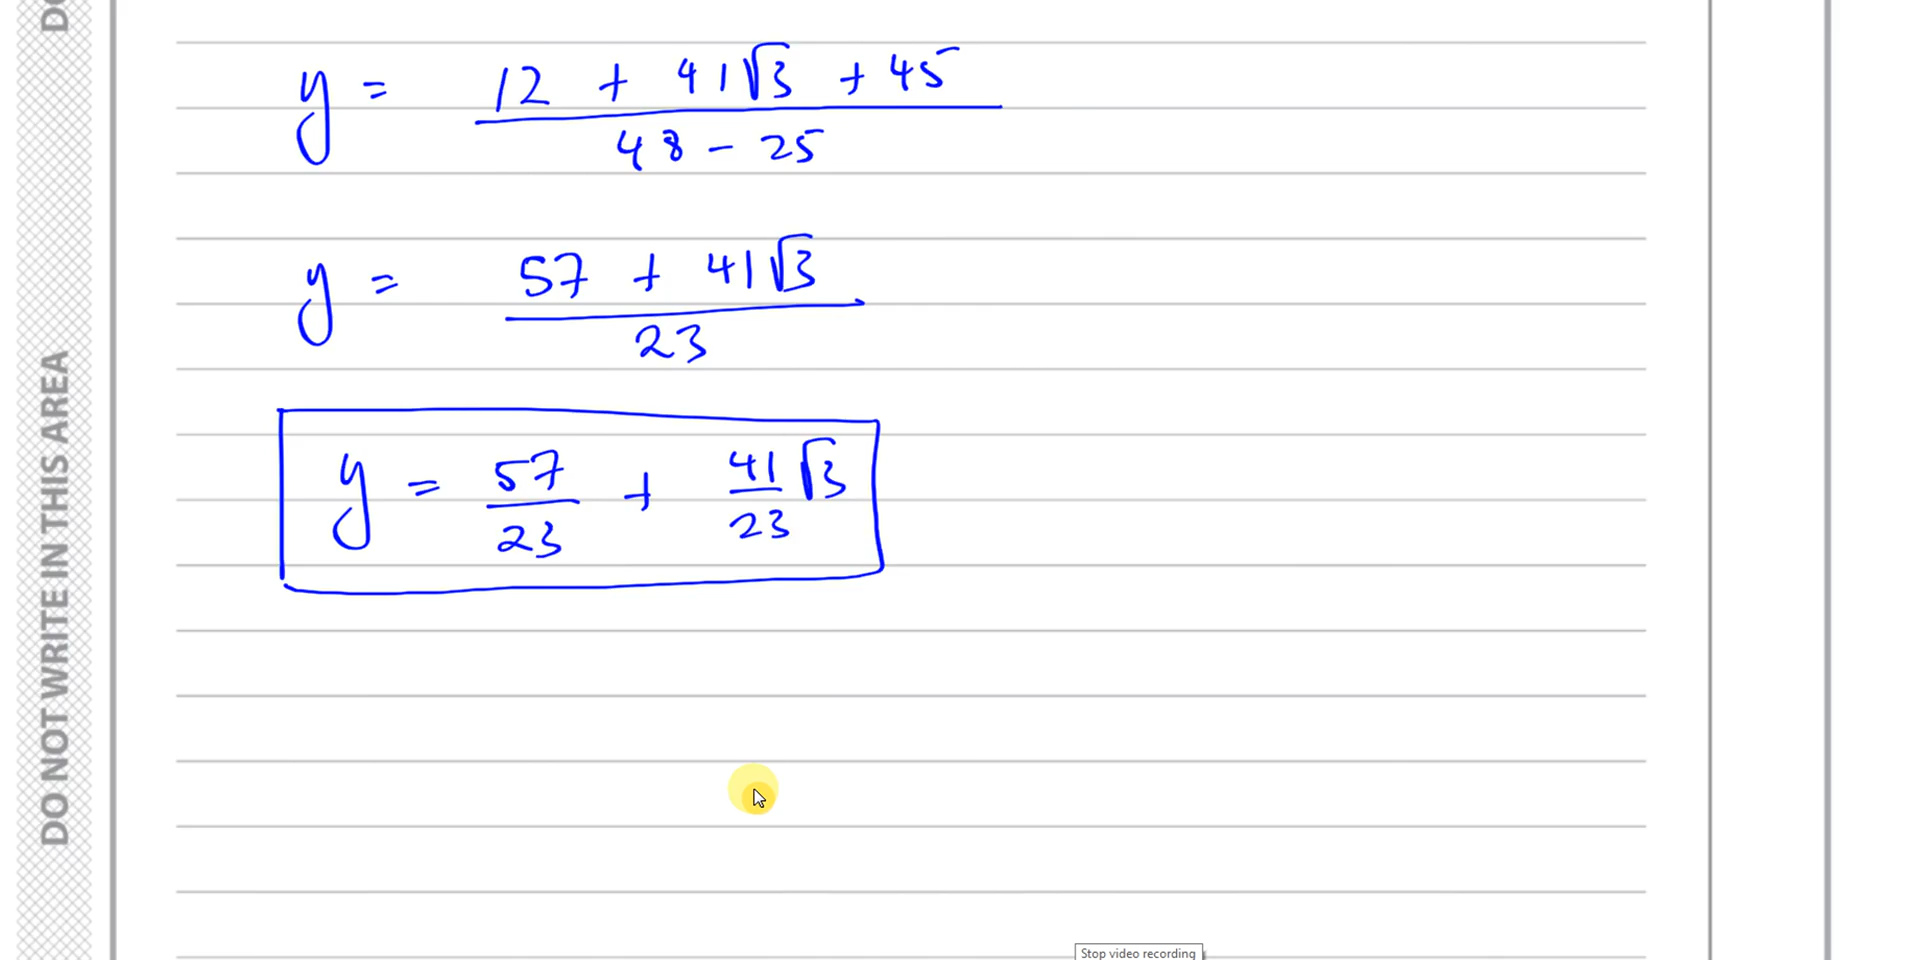 DO
y = (12 + 41√3 + 45) / (48 - 25)
y = (57 + 41√3) / 23
y = 57/23 + 41/23 √3
DO NOT WRITE IN THIS AREA
Stop video recording